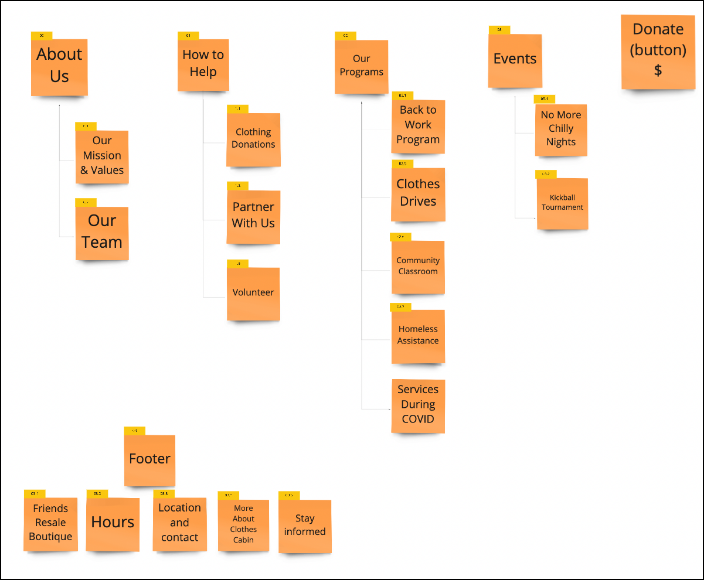 About
Us
Our
Mission
& Values
Our
Team
How to
Help
Clothing
Donations
Partner
With Us
Volunteer
Our
Programs
Back to
Work
Program
Clothes
Drives
Community
Classroom
Homeless
Assistance
Services
During
COVID
Events
No More
Chilly
Nights
Kickball
Tournament
Donate
(button)
$
Footer
Friends
Resale
Boutique
Hours
Location
and
contact
More
About
Clothes
Cabin
Stay
informed